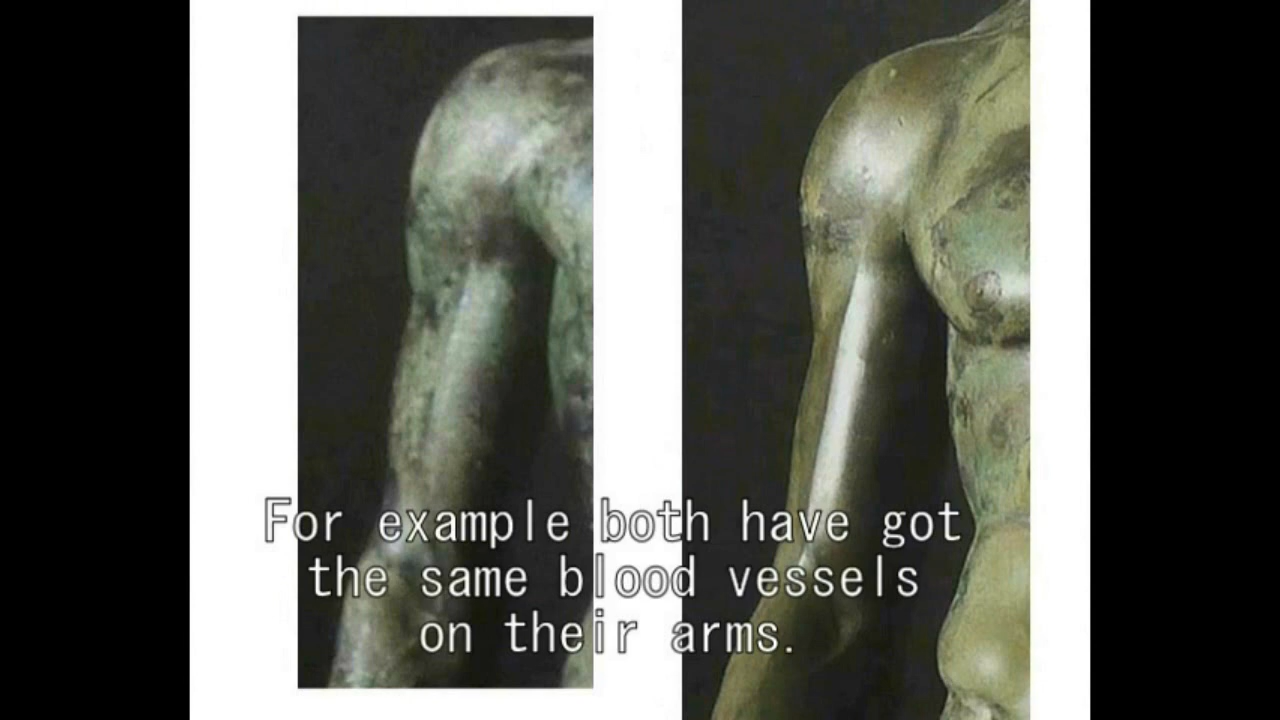 For example both have got
the same blood vessels
on their arms.